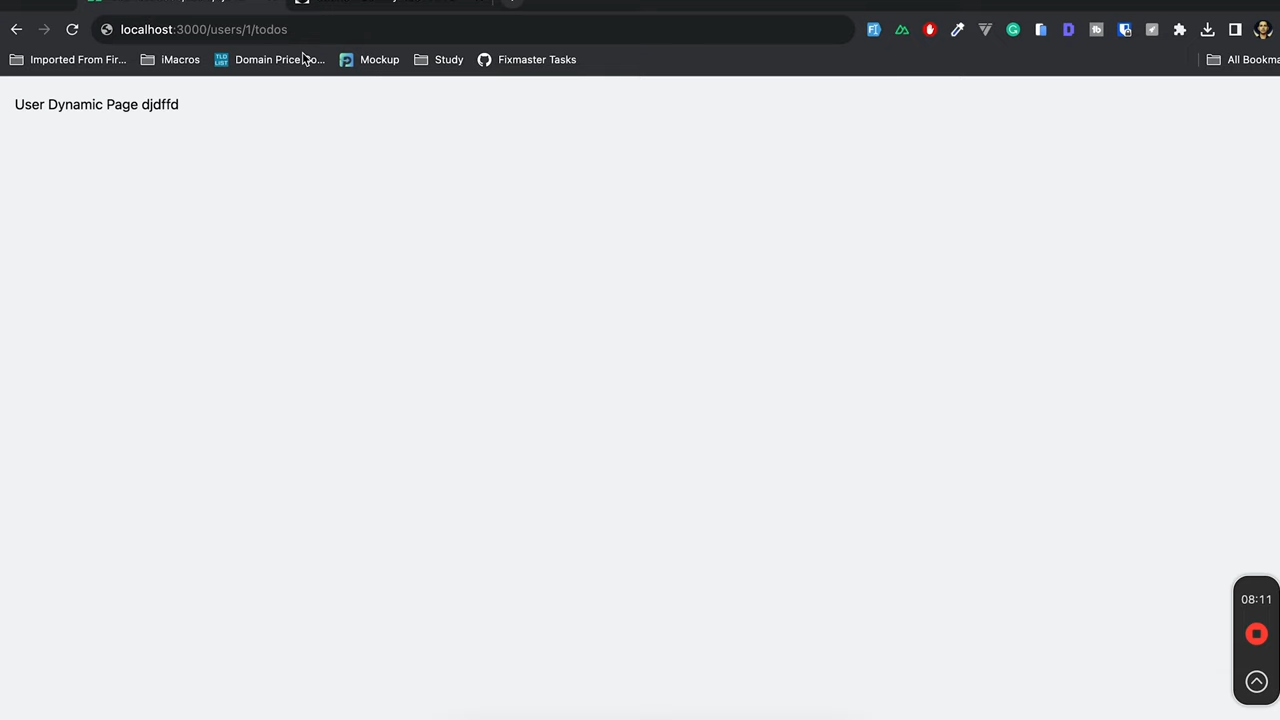 localhost:3000/users/1/todos
Imported From Fir... iMacros Domain Price Co... Mockup Study Fixmaster Tasks All Bookma
User Dynamic Page djdffd
08:11